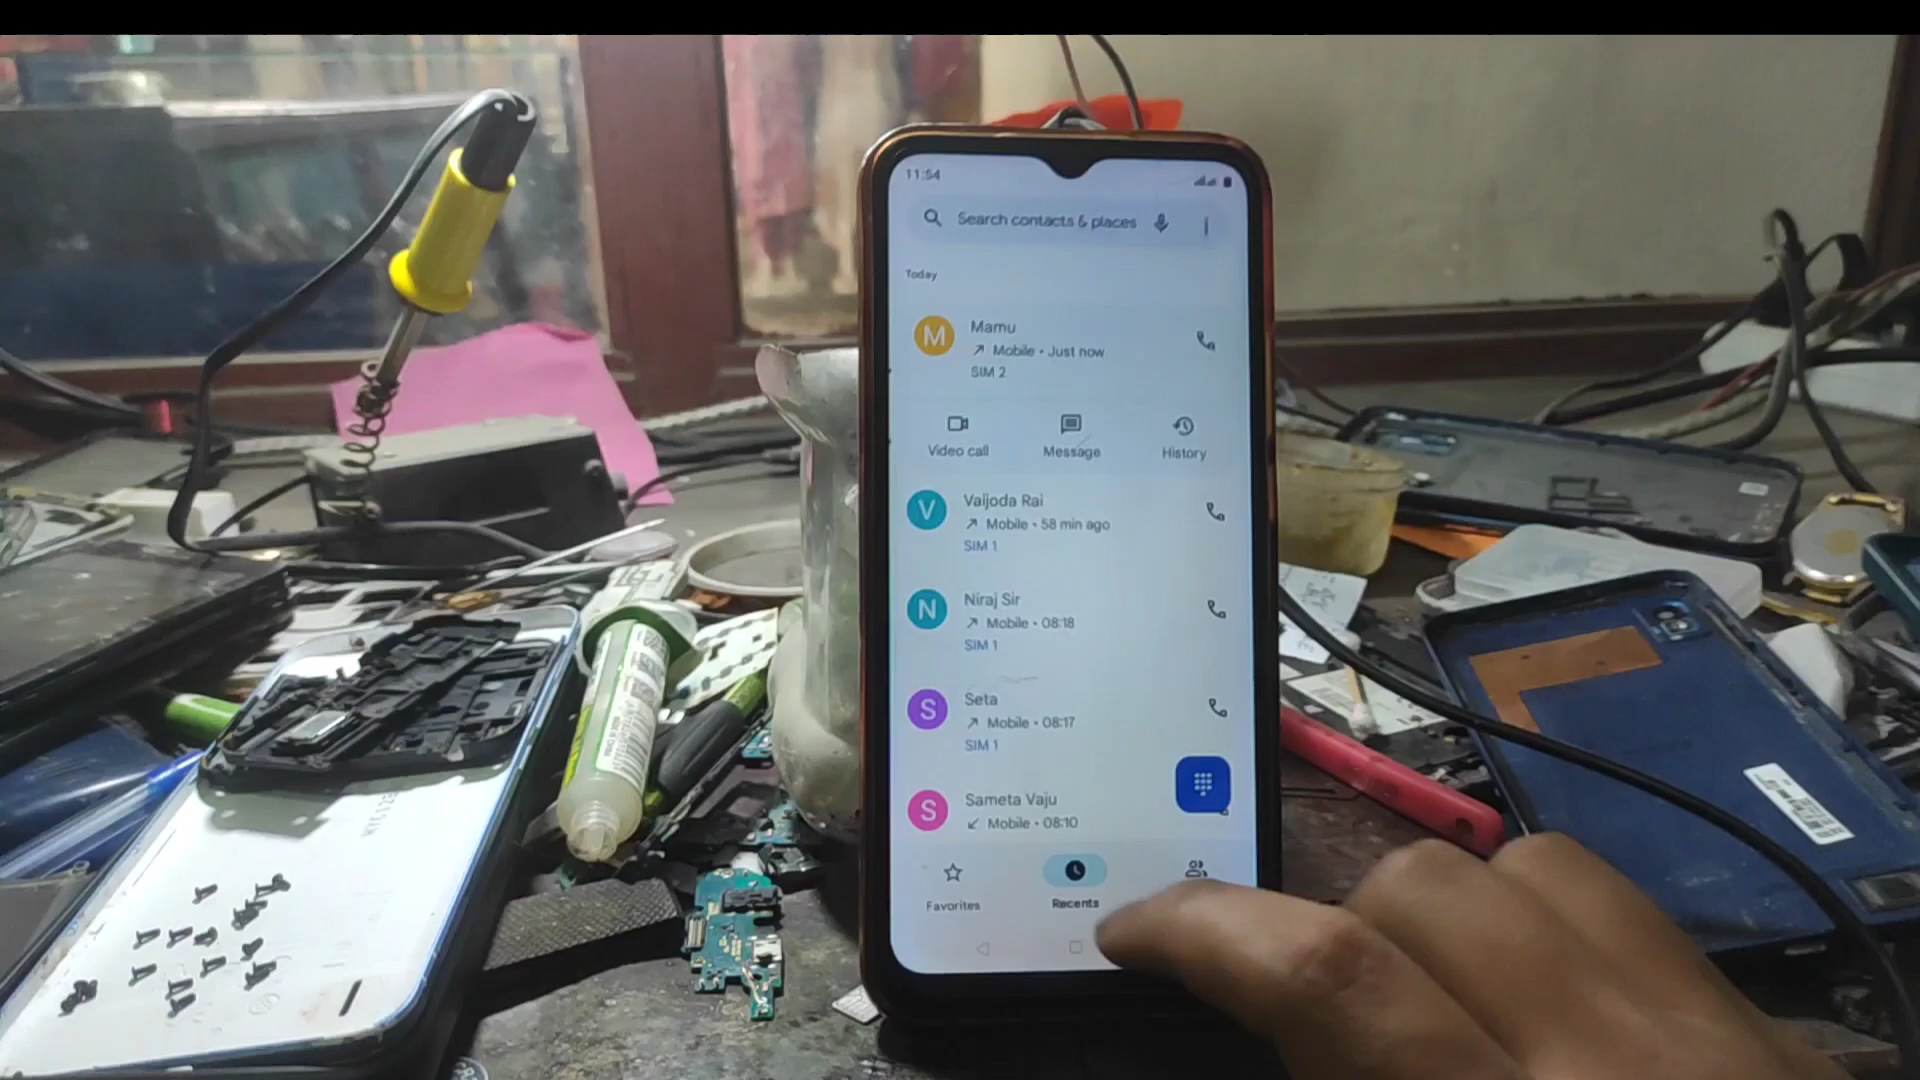 11:54
Search contacts & places
Today
M
Mamu
Mobile • Just now
SIM 2
Video call
Message
History
V
Vaijoda Rai
Mobile • 58 min ago
SIM 1
N
Niraj Sir
Mobile • 08:18
SIM 1
S
Seta
Mobile • 08:17
SIM 1
S
Sameta Vaju
Mobile • 08:10
Favorites
Recents